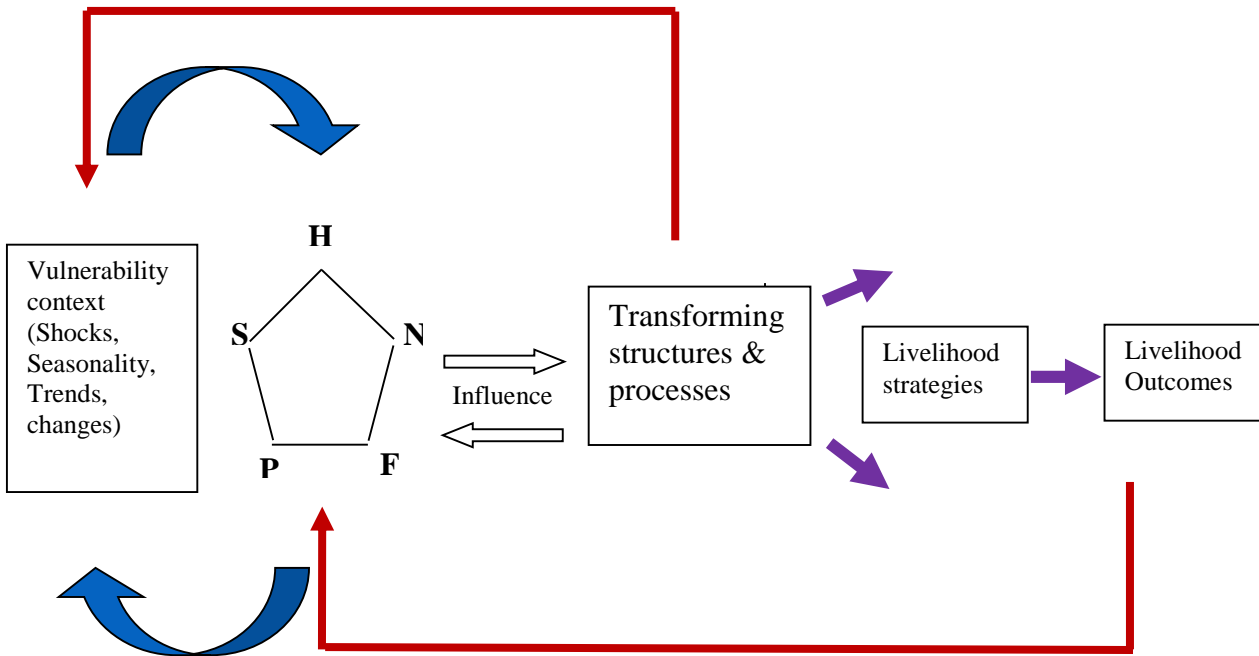 Vulnerability
context
(Shocks,
Seasonality,
Trends,
changes)
H
S
N
P
F
Influence
Transforming
structures &
processes
Livelihood
strategies
Livelihood
Outcomes